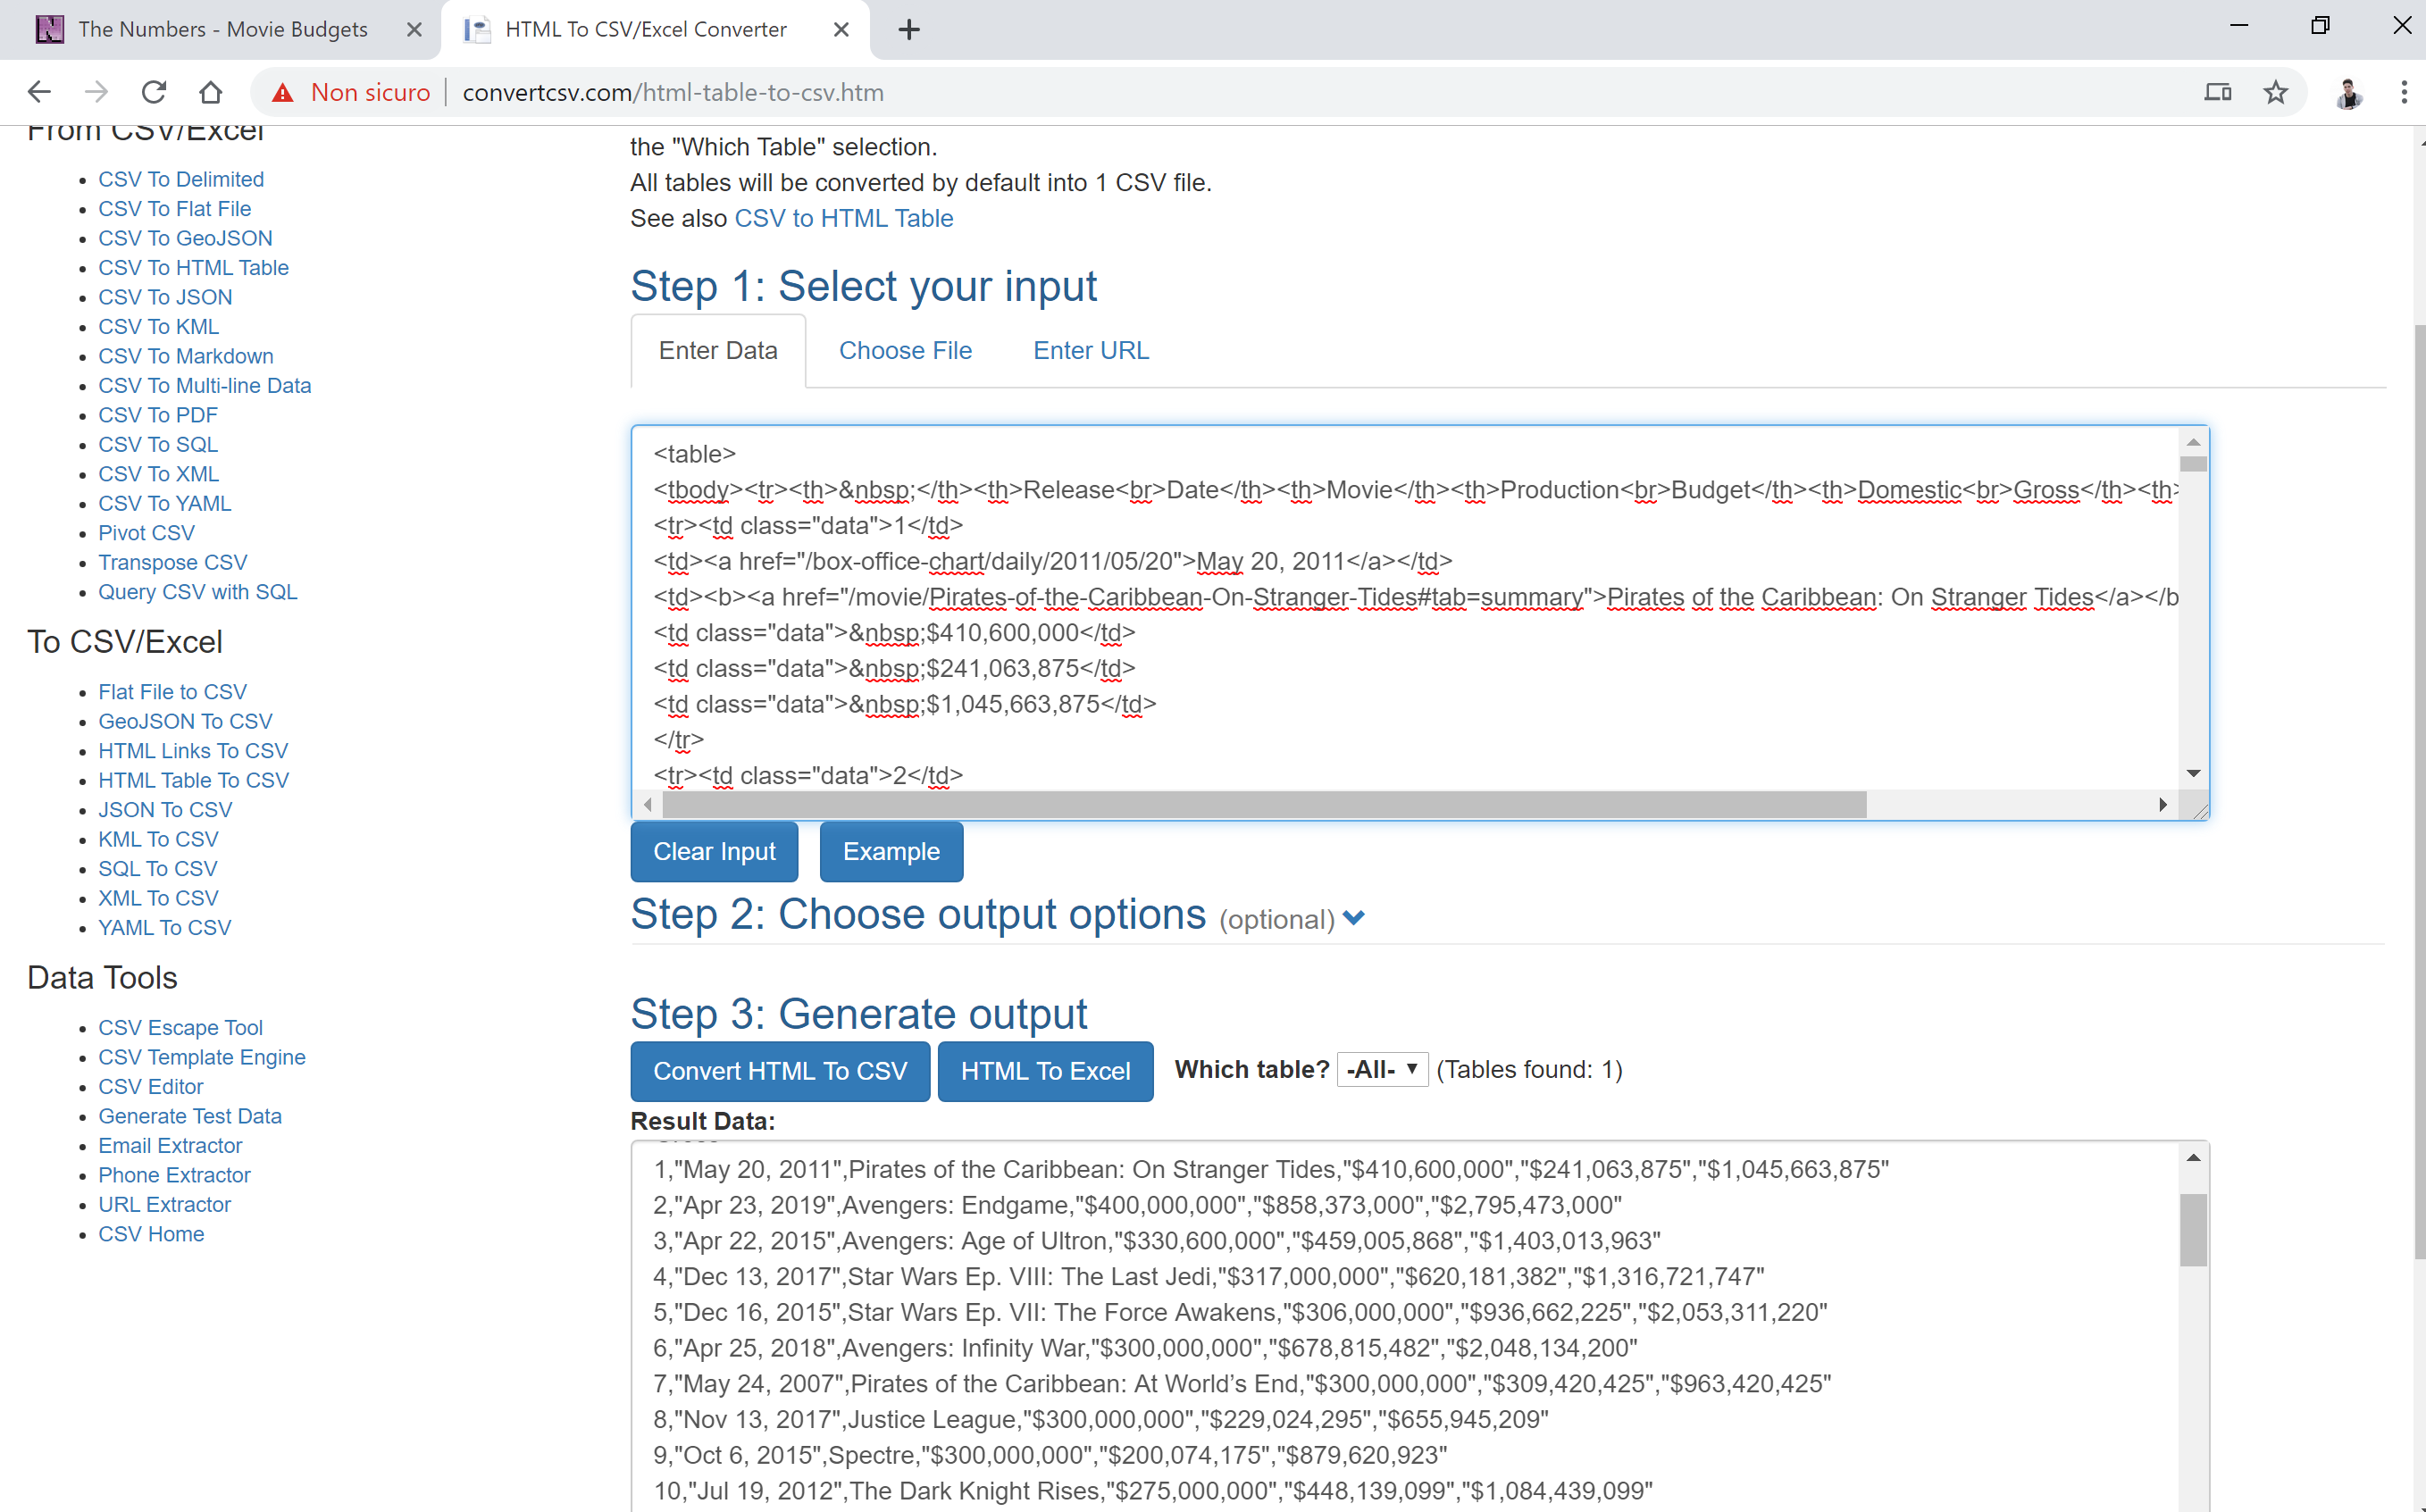 The Numbers - Movie Budgets
HTML To CSV/Excel Converter
Non sicuro
convertcsv.com/html-table-to-csv.htm
From CSV/Excel
CSV To Delimited
CSV To Flat File
CSV To GeoJSON
CSV To HTML Table
CSV To JSON
CSV To KML
CSV To Markdown
CSV To Multi-line Data
CSV To PDF
CSV To SQL
CSV To XML
CSV To YAML
Pivot CSV
Transpose CSV
Query CSV with SQL
To CSV/Excel
Flat File to CSV
GeoJSON To CSV
HTML Links To CSV
HTML Table To CSV
JSON To CSV
KML To CSV
SQL To CSV
XML To CSV
YAML To CSV
Data Tools
CSV Escape Tool
CSV Template Engine
CSV Editor
Generate Test Data
Email Extractor
Phone Extractor
URL Extractor
CSV Home
the "Which Table" selection.
All tables will be converted by default into 1 CSV file.
See also CSV to HTML Table
Step 1: Select your input
Enter Data
Choose File
Enter URL
<table>
<tbody><tr><th>&nbsp;</th><th>Release<br>Date</th><th>Movie</th><th>Production<br>Budget</th><th>Domestic<br>Gross</th><th>
<tr><td class="data">1</td>
<td><a href="/box-office-chart/daily/2011/05/20">May 20, 2011</a></td>
<td><b><a href="/movie/Pirates-of-the-Caribbean-On-Stranger-Tides#tab=summary">Pirates of the Caribbean: On Stranger Tides</a></b
<td class="data">&nbsp;$410,600,000</td>
<td class="data">&nbsp;$241,063,875</td>
<td class="data">&nbsp;$1,045,663,875</td>
</tr>
<tr><td class="data">2</td>
Clear Input
Example
Step 2: Choose output options (optional)
Step 3: Generate output
Convert HTML To CSV
HTML To Excel
Which table? -All- (Tables found: 1)
Result Data:
1,"May 20, 2011",Pirates of the Caribbean: On Stranger Tides,"$410,600,000","$241,063,875","$1,045,663,875"
2,"Apr 23, 2019",Avengers: Endgame,"$400,000,000","$858,373,000","$2,795,473,000"
3,"Apr 22, 2015",Avengers: Age of Ultron,"$330,600,000","$459,005,868","$1,403,013,963"
4,"Dec 13, 2017",Star Wars Ep. VIII: The Last Jedi,"$317,000,000","$620,181,382","$1,316,721,747"
5,"Dec 16, 2015",Star Wars Ep. VII: The Force Awakens,"$306,000,000","$936,662,225","$2,053,311,220"
6,"Apr 25, 2018",Avengers: Infinity War,"$300,000,000","$678,815,482","$2,048,134,200"
7,"May 24, 2007",Pirates of the Caribbean: At World’s End,"$300,000,000","$309,420,425","$963,420,425"
8,"Nov 13, 2017",Justice League,"$300,000,000","$229,024,295","$655,945,209"
9,"Oct 6, 2015",Spectre,"$300,000,000","$200,074,175","$879,620,923"
10,"Jul 19, 2012",The Dark Knight Rises,"$275,000,000","$448,139,099","$1,084,439,099"